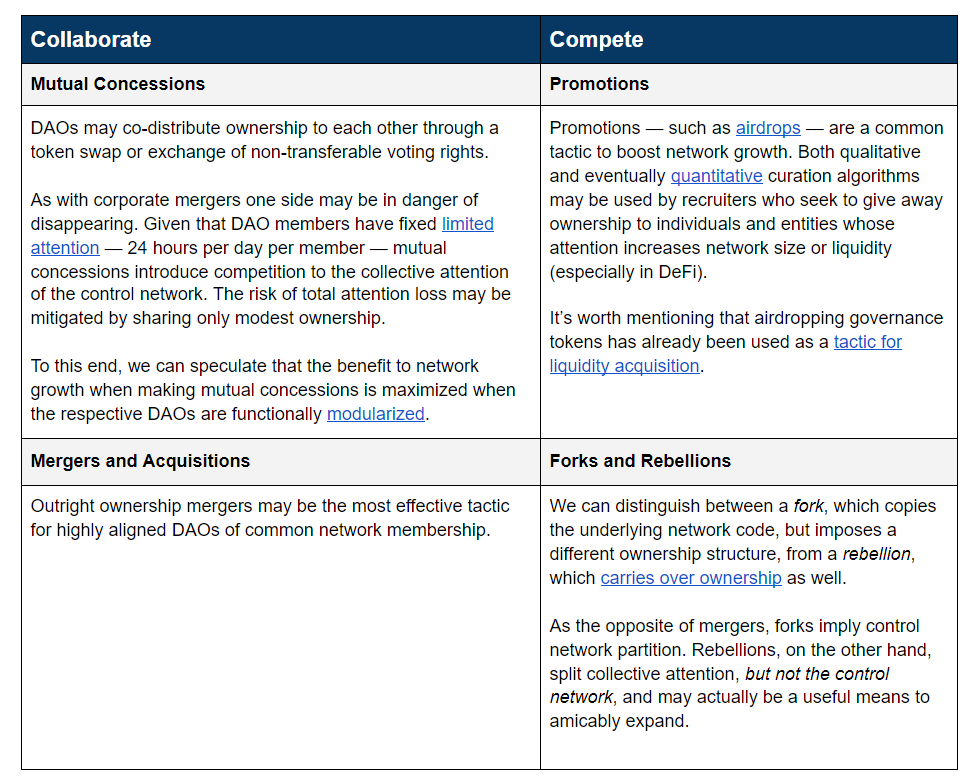 Collaborate
Compete
Mutual Concessions
Promotions
DAOs may co-distribute ownership to each other through a
token swap or exchange of non-transferable voting rights.
As with corporate mergers one side may be in danger of
disappearing. Given that DAO members have fixed limited
attention — 24 hours per day per member — mutual
concessions introduce competition to the collective attention
of the control network. The risk of total attention loss may be
mitigated by sharing only modest ownership.
To this end, we can speculate that the benefit to network
growth when making mutual concessions is maximized when
the respective DAOs are functionally modularized.
Promotions — such as airdrops — are a common
tactic to boost network growth. Both qualitative
and eventually quantitative curation algorithms
may be used by recruiters who seek to give away
ownership to individuals and entities whose
attention increases network size or liquidity
(especially in DeFi).
It’s worth mentioning that airdropping governance
tokens has already been used as a tactic for
liquidity acquisition.
Mergers and Acquisitions
Forks and Rebellions
Outright ownership mergers may be the most effective tactic
for highly aligned DAOs of common network membership.
We can distinguish between a fork, which copies
the underlying network code, but imposes a
different ownership structure, from a rebellion,
which carries over ownership as well.
As the opposite of mergers, forks imply control
network partition. Rebellions, on the other hand,
split collective attention, but not the control
network, and may actually be a useful means to
amicably expand.